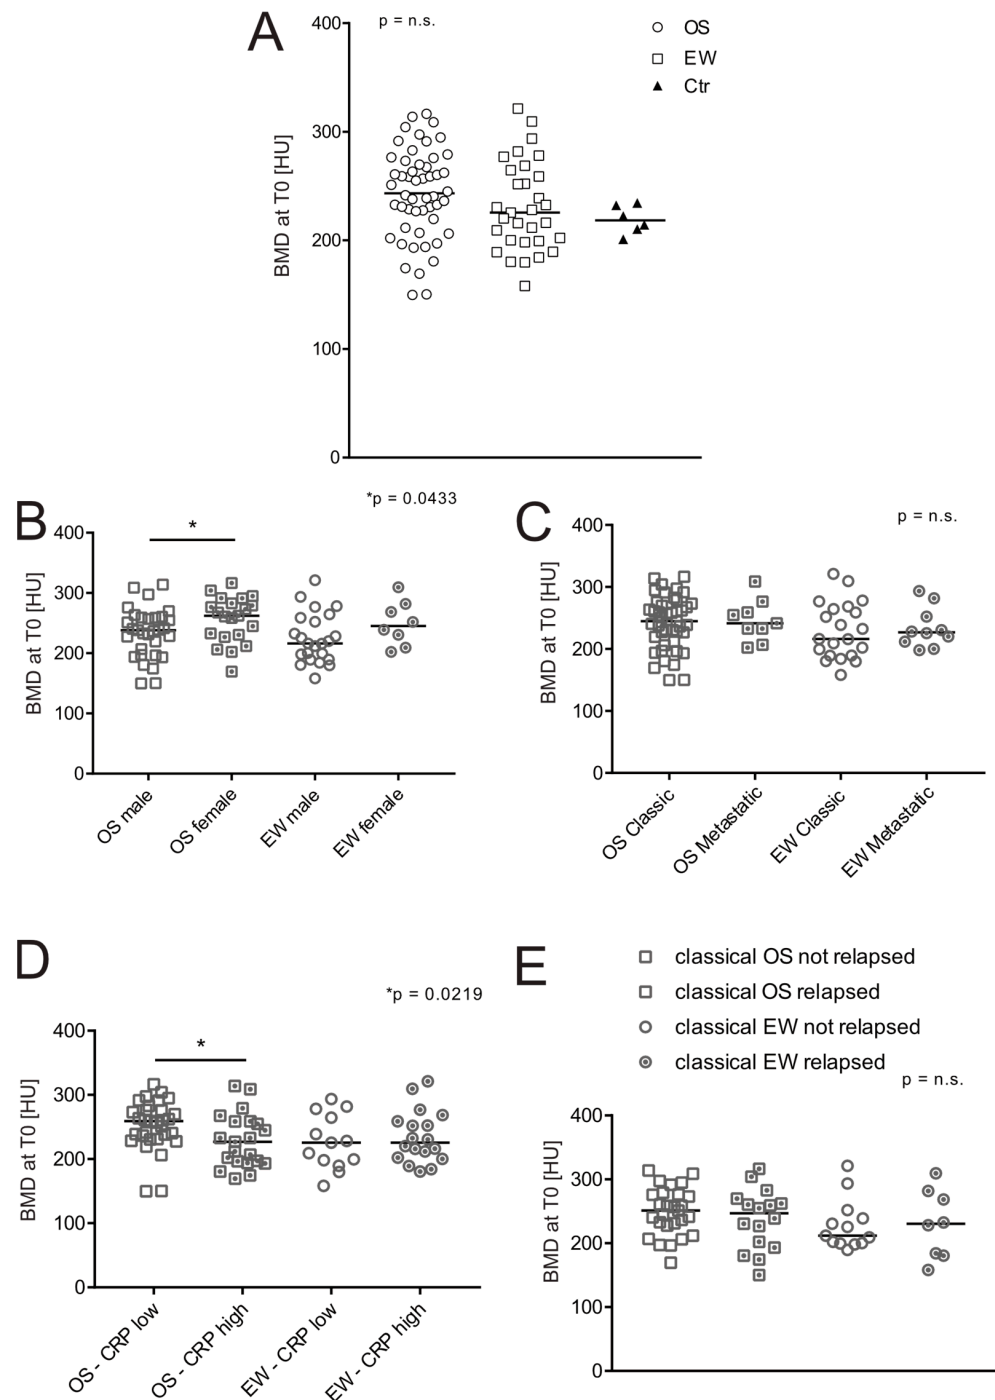 A
p = n.s.
OS
EW
Ctr
BMD at T0 [HU]
400
300
200
100
0
B
*p = 0.0433
*
BMD at T0 [HU]
400
300
200
100
0
OS male
OS female
EW male
EW female
C
p = n.s.
BMD at T0 [HU]
400
300
200
100
0
OS Classic
OS Metastatic
EW Classic
EW Metastatic
D
*p = 0.0219
*
BMD at T0 [HU]
400
300
200
100
0
OS - CRP low
OS - CRP high
EW - CRP low
EW - CRP high
E
classical OS not relapsed
classical OS relapsed
classical EW not relapsed
classical EW relapsed
p = n.s.
BMD at T0 [HU]
400
300
200
100
0